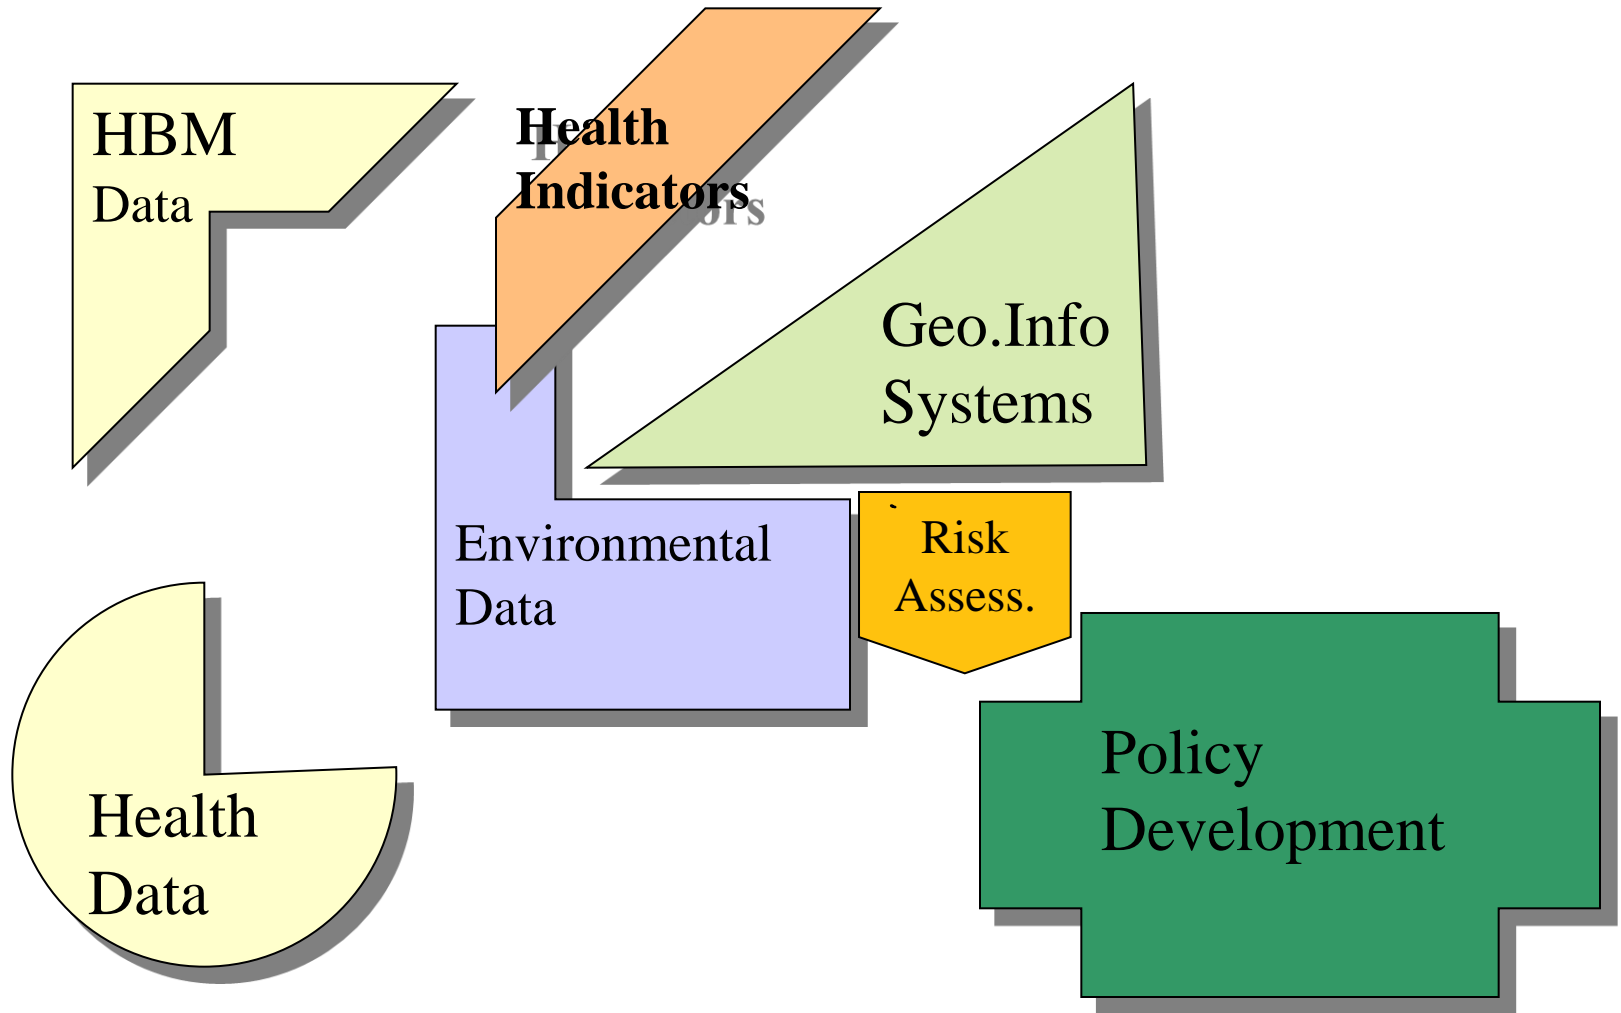 HBM
Data
Health
Indicators
Geo.Info
Systems
Environmental
Data
Risk
Assess.
Health
Data
Policy
Development